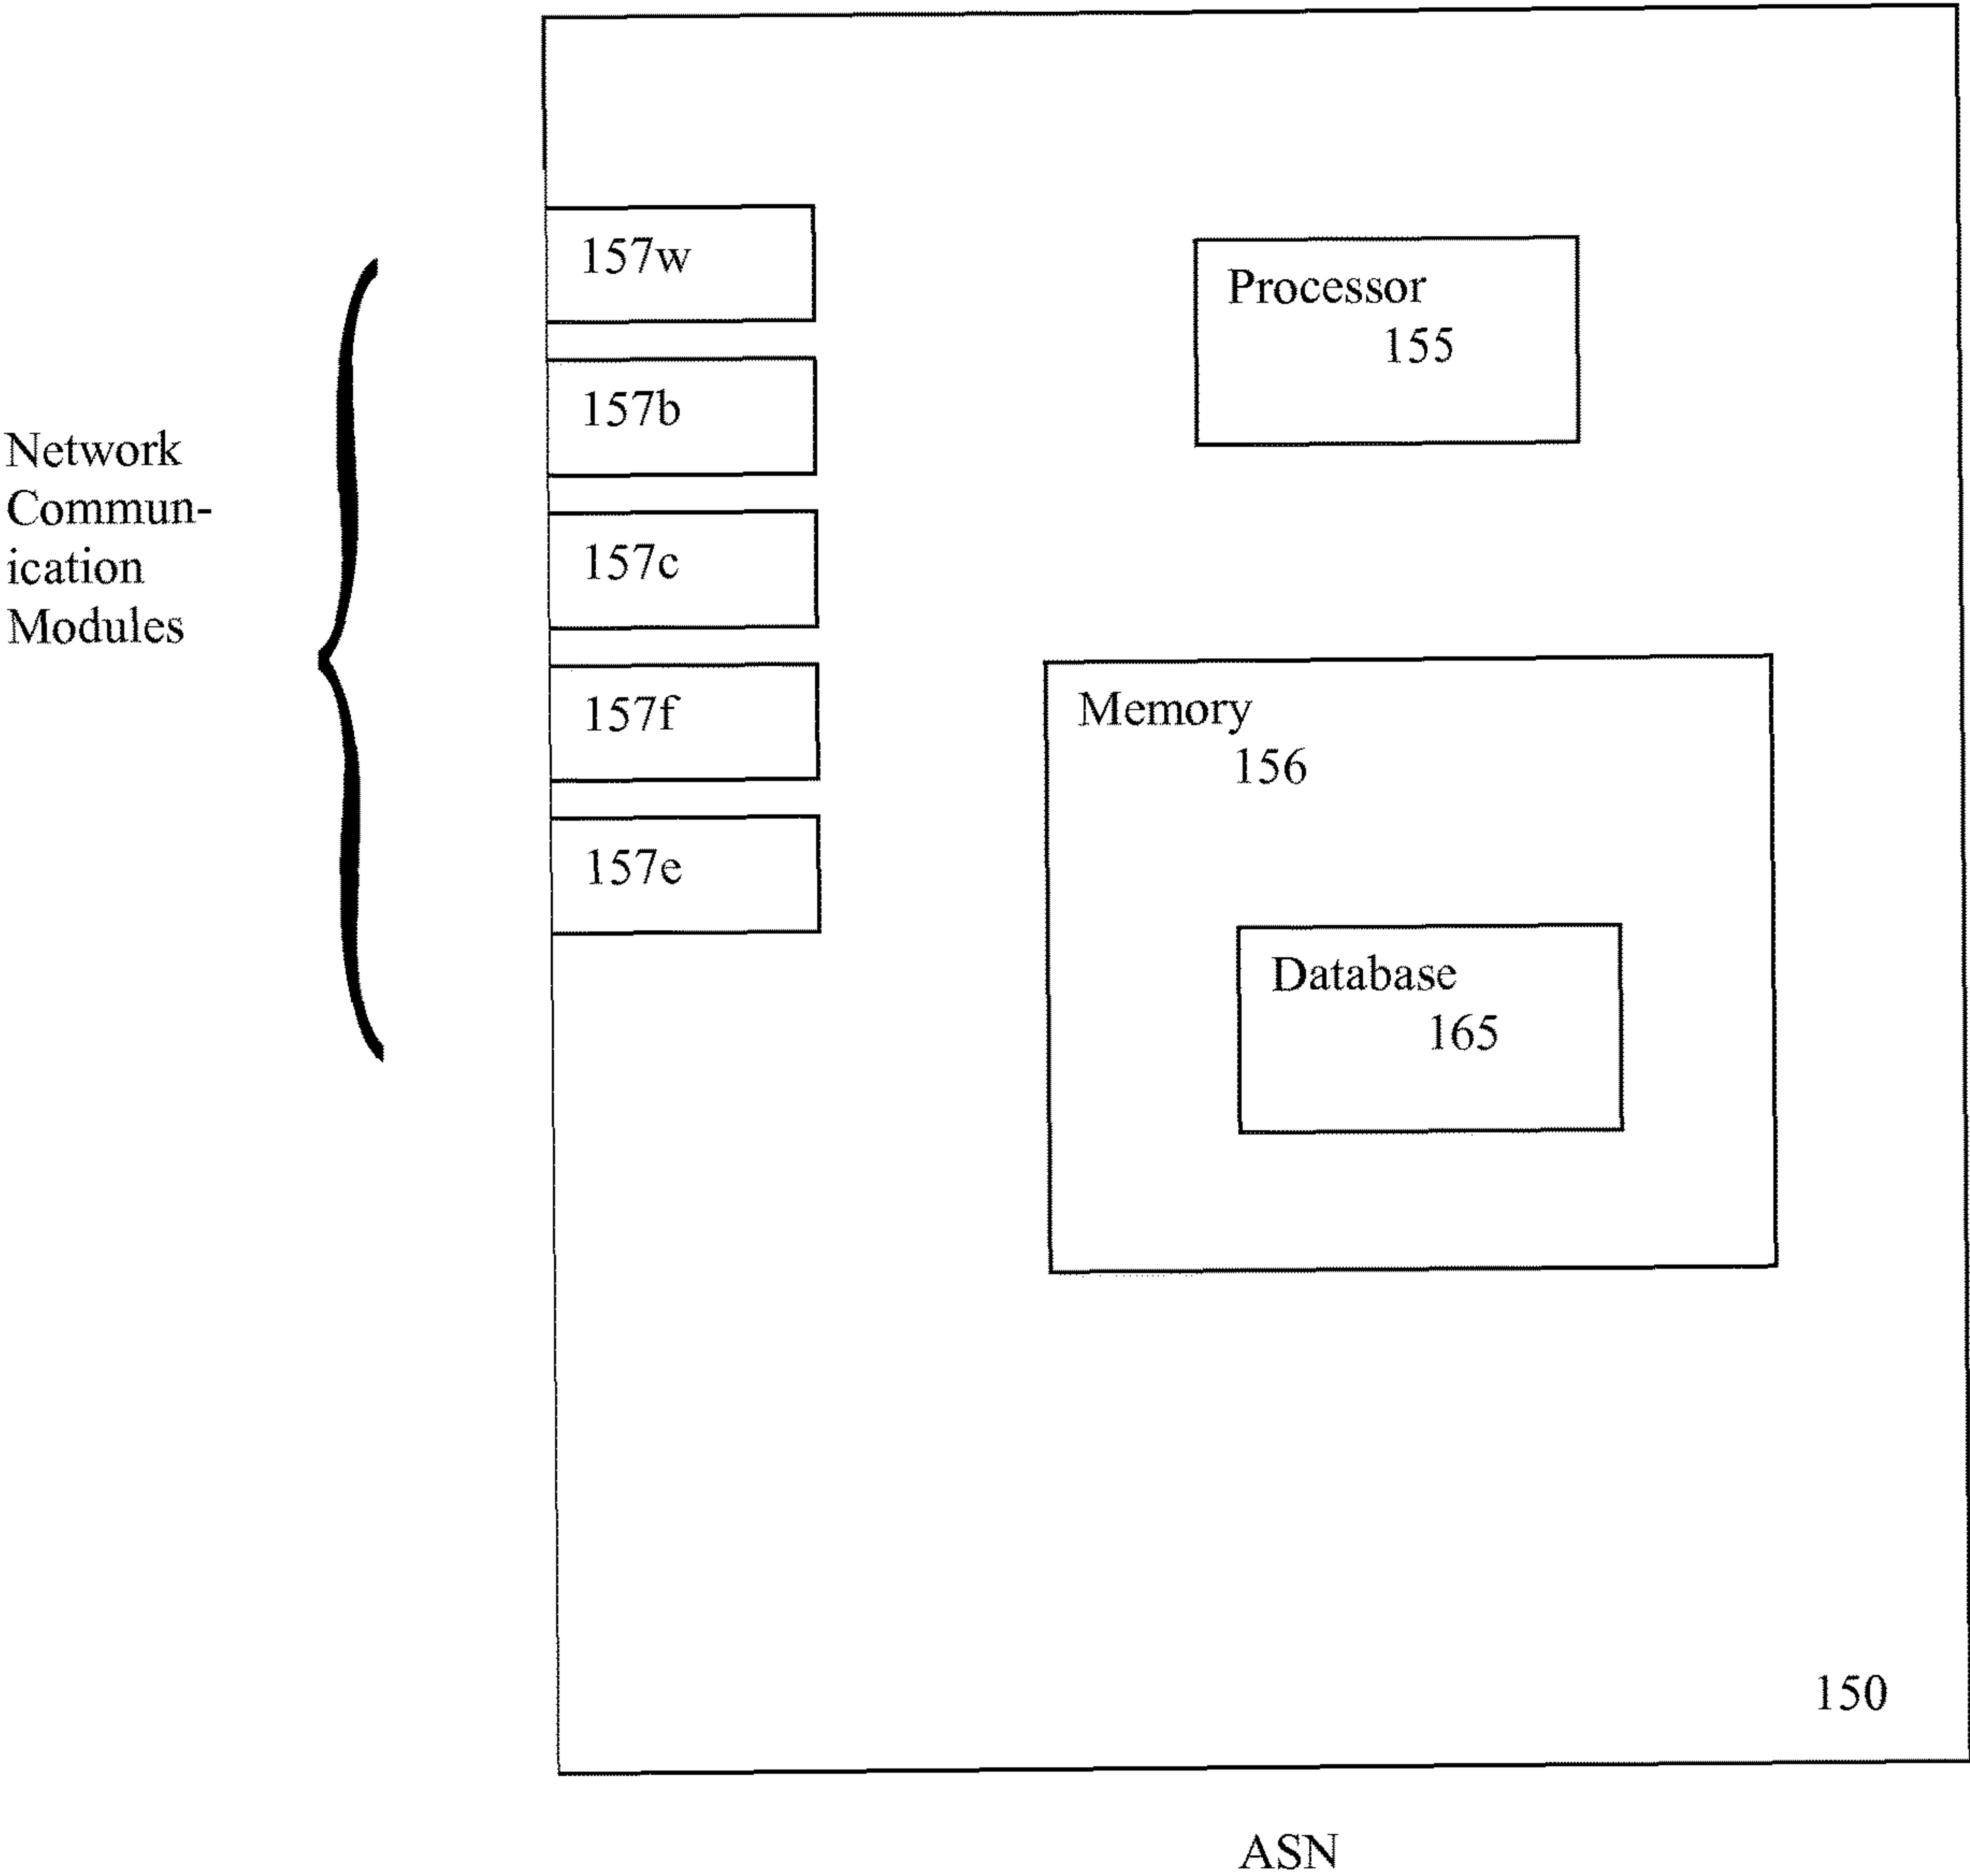 Network
Commun-
ication
Modules
157w
157b
157c
157f
157e
Processor
155
Memory
156
Database
165
150
ASN